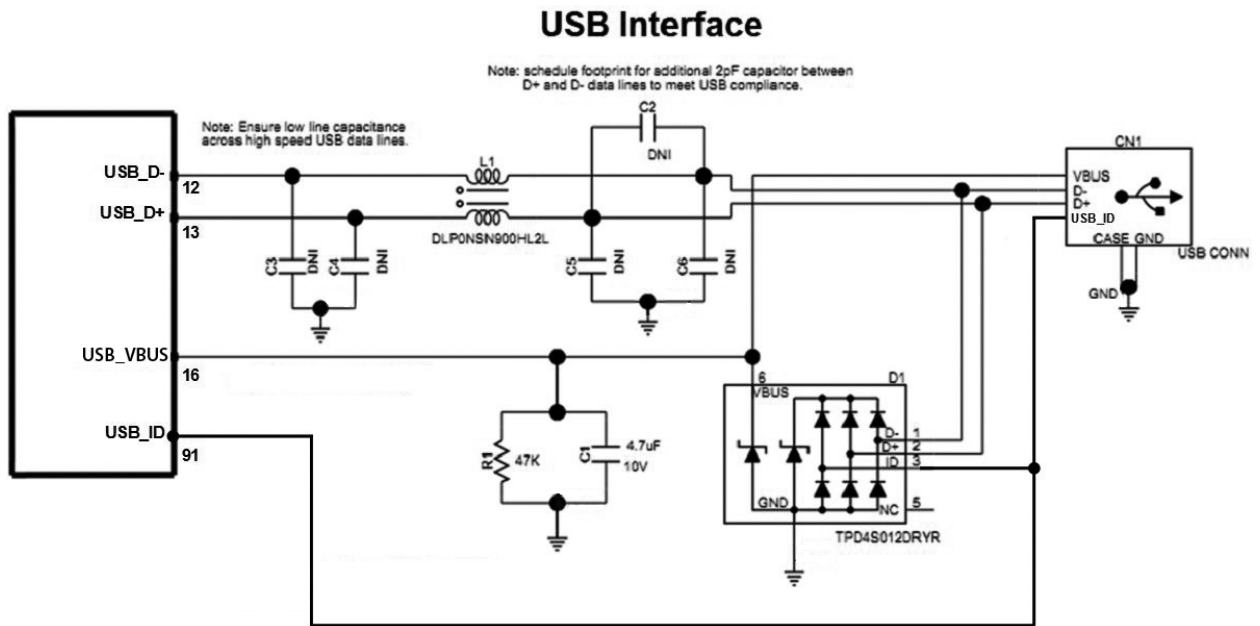 USB Interface
Note: schedule footprint for additional 2pF capacitor between
D+ and D- data lines to meet USB compliance.
C2
DNI
Note: Ensure low line capacitance
across high speed USB data lines.
CN1
L1
USB_D-
12
VBUS
D-
D+
USB_ID
USB_D+
13
DLIP0NSIN900HL2L
CASE GND
USB CONN
C3
DNI
C4
DNI
C5
DNI
C6
DNI
GND
USB_VBUS
16
6
D1
VBUS
USB_ID
91
R1
47K
C1
4.7uF
10V
D-
1
D+
2
ID
3
GND
NC
5
TPD4S012DRYR